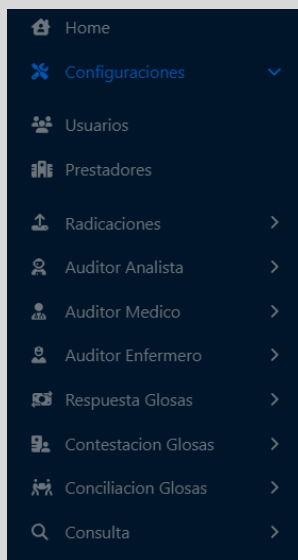 Home
Configuraciones
Usuarios
Prestadores
Radicaciones
Auditor Analista
Auditor Medico
Auditor Enfermero
Respuesta Glosas
Contestacion Glosas
Conciliacion Glosas
Consulta